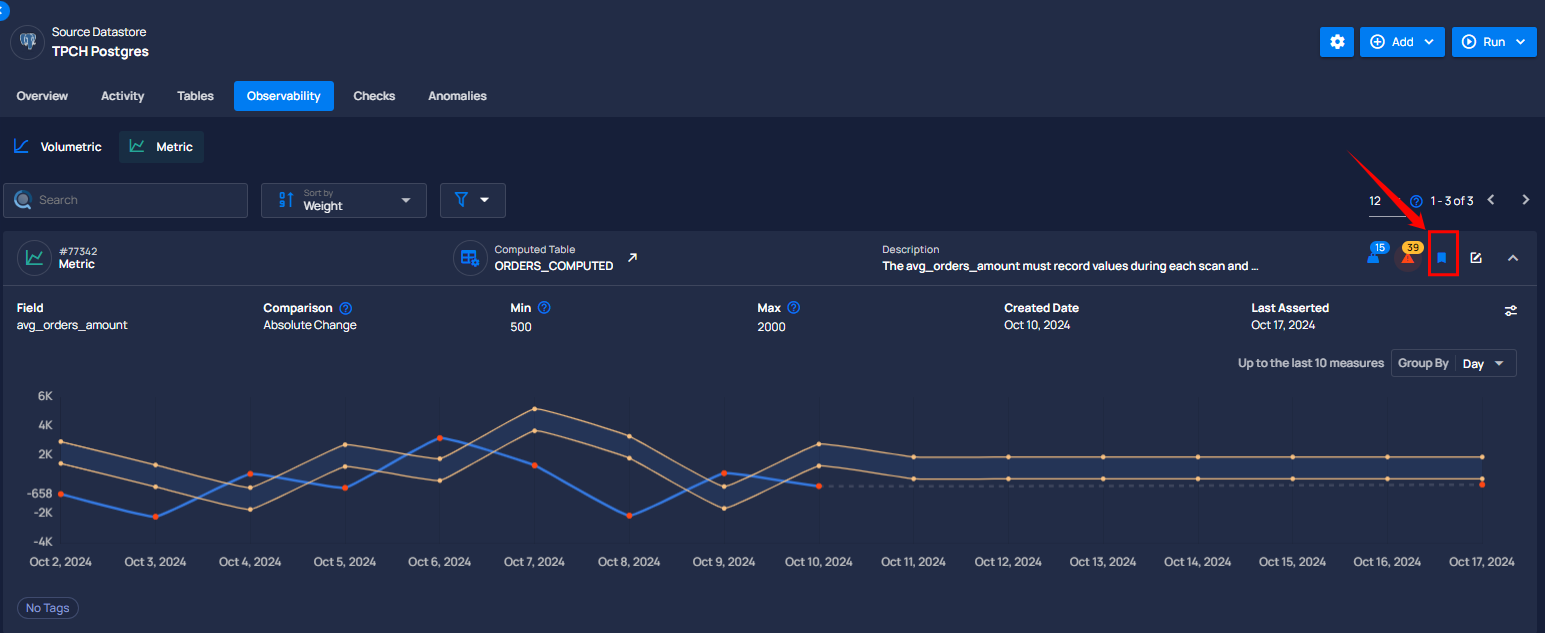 Source Datastore
TPCH Postgres
Add
Run
Overview Activity Tables Observability Checks Anomalies
Volumetric Metric
Search
Sort by
Weight
12
1 - 3 of 3
#77342
Metric
Computed Table
ORDERS_COMPUTED
Description
The avg_orders_amount must record values during each scan and ...
15
39
Field Comparison Min Max Created Date Last Asserted
avg_orders_amount Absolute Change 500 2000 Oct 10, 2024 Oct 17, 2024
Up to the last 10 measures Group By Day
6K
4K
2K
-658
-2K
-4K
Oct 2, 2024 Oct 3, 2024 Oct 4, 2024 Oct 5, 2024 Oct 6, 2024 Oct 7, 2024 Oct 8, 2024 Oct 9, 2024 Oct 10, 2024 Oct 11, 2024 Oct 12, 2024 Oct 13, 2024 Oct 14, 2024 Oct 15, 2024 Oct 16, 2024 Oct 17, 2024
No Tags